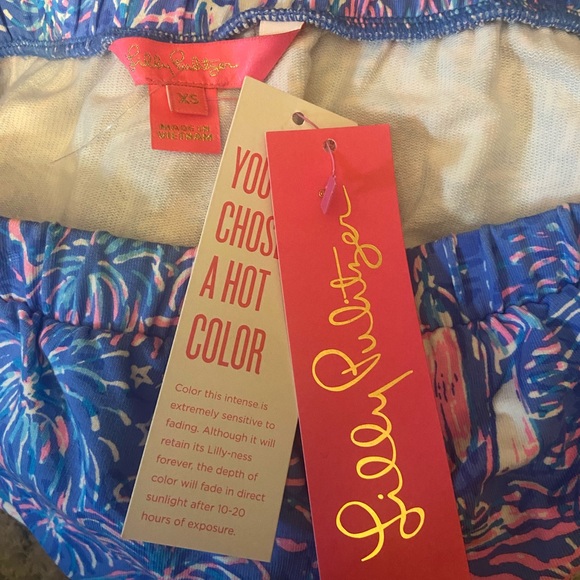 Lilly Pulitzer
XS
MADE IN
VIETNAM
YOU
CHOSE
A HOT
COLOR
Color this intense is
extremely sensitive to
fading. Although it will
retain its Lilly-ness
forever, the depth of
color will fade in direct
sunlight after 10-20
hours of exposure.
Lilly Pulitzer